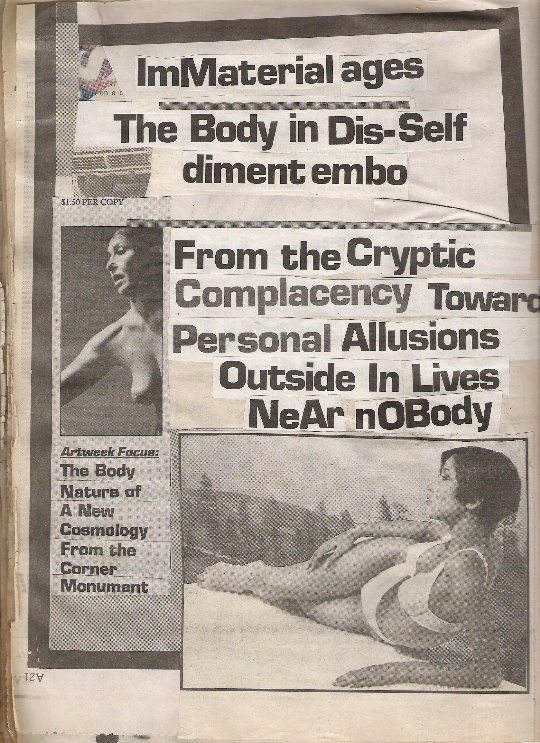 ImMaterial ages
The Body in Dis-Self
diment embo
$1.50 PER COPY
From the Cryptic
Complacency Toward
Personal Allusions
Outside In Lives
NeAr nOBody
Artweek Focus:
The Body
Nature of
A New
Cosmology
From the
Corner
Monument
A21